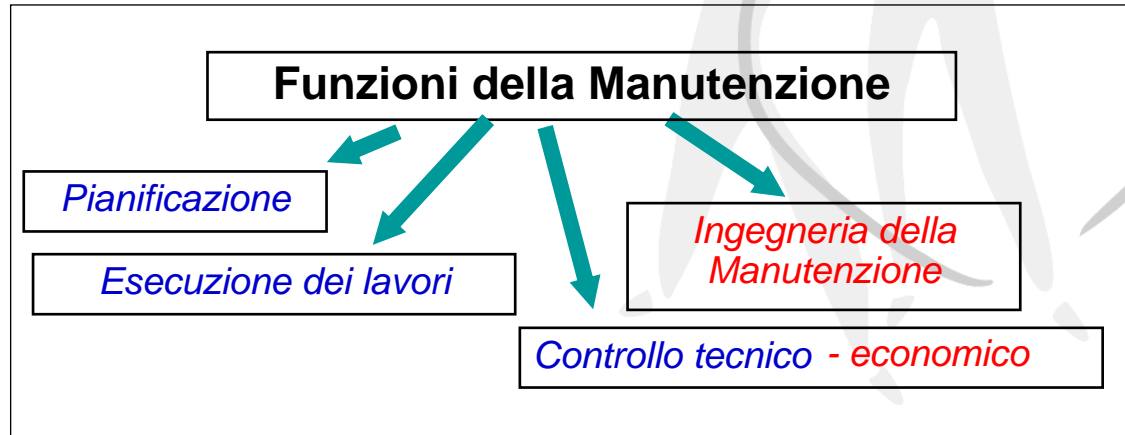 Funzioni della Manutenzione
Pianificazione
Esecuzione dei lavori
Ingegneria della
Manutenzione
Controllo tecnico - economico